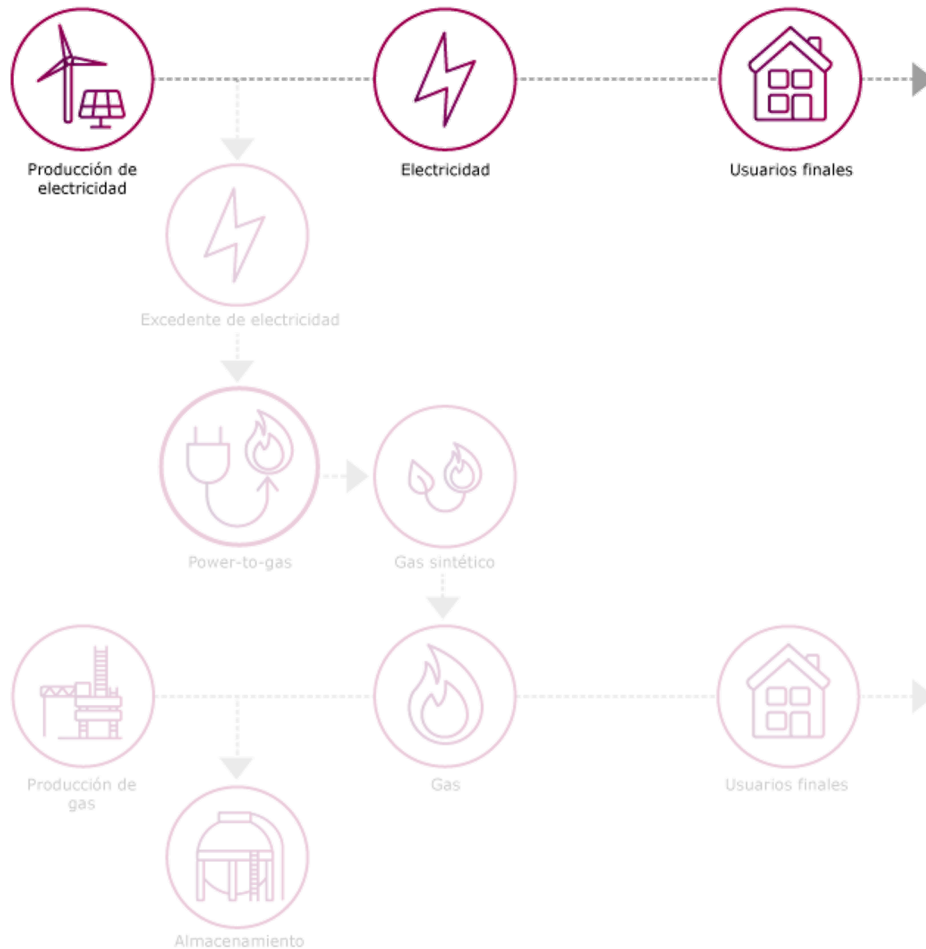 Producción de
electricidad
Electricidad
Usuarios finales
Excedente de electricidad
Power-to-gas
Gas sintético
Producción de
gas
Gas
Usuarios finales
Almacenamiento